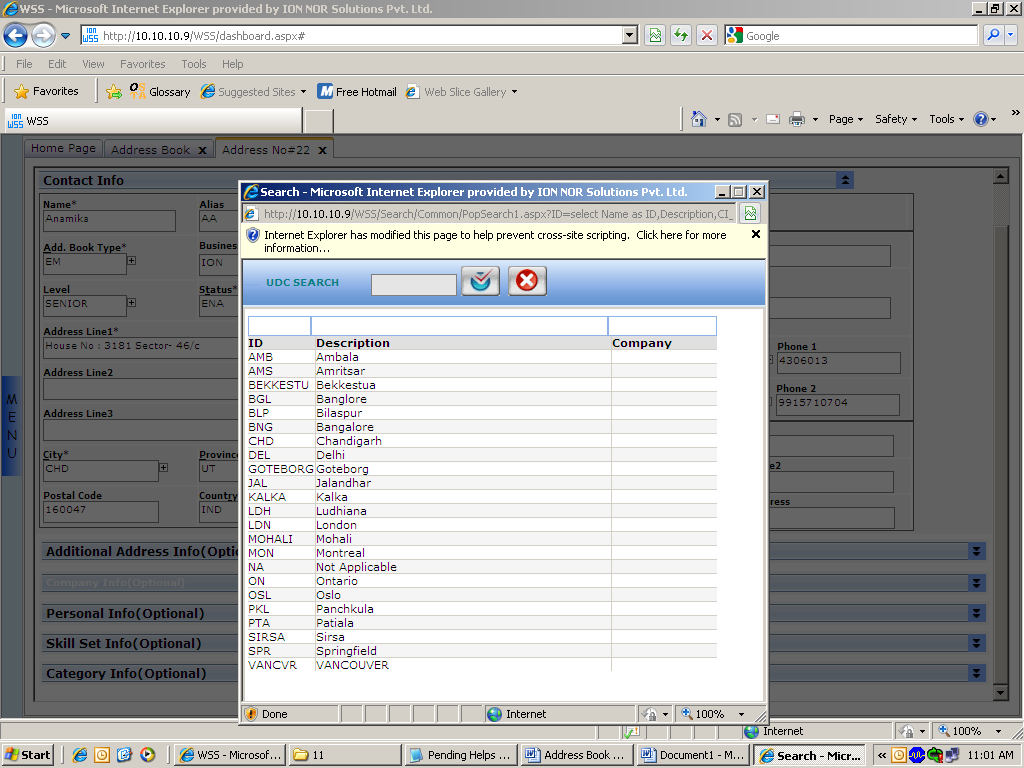 WSS - Microsoft Internet Explorer provided by ION NOR Solutions Pvt. Ltd.
ION WSS http://10.10.10.9/WSS/dashboard.aspx# Google
File Edit View Favorites Tools Help
Favorites Glossary Suggested Sites Free Hotmail Web Slice Gallery
ION WSS WSS Page Safety Tools »
Home Page Address Book x Address No#22 x
Contact Info
Name* Alias
Anamika AA
Add. Book Type* Business
EM ION
Level Status*
SENIOR ENA
Address Line1*
House No : 3181 Sector- 46/c
Address Line2
Address Line3
City* Province
CHD UT
Postal Code Country
160047 IND
MENU
Phone 1
4306013
Phone 2
9915710704
e2
ress
Additional Address Info(Optio
Company Info(Optional)
Personal Info(Optional)
Skill Set Info(Optional)
Category Info(Optional)
Search - Microsoft Internet Explorer provided by ION NOR Solutions Pvt. Ltd.
http://10.10.10.9/WSS/Search/Common/PopSearch1.aspx?ID=select Name as ID,Description,CI_
Internet Explorer has modified this page to help prevent cross-site scripting. Click here for more
information...
UDC SEARCH
ID Description Company
AMB Ambala
AMS Amritsar
BEKKESTU Bekkestua
BGL Banglore
BLP Bilaspur
BNG Bangalore
CHD Chandigarh
DEL Delhi
GOTEBORG Goteborg
JAL Jalandhar
KALKA Kalka
LDH Ludhiana
LDN London
MOHALI Mohali
MON Montreal
NA Not Applicable
ON Ontario
OSL Oslo
PKL Panchkula
PTA Patiala
SIRSA Sirsa
SPR Springfield
VANCVR VANCOUVER
Done Internet 100%
Internet 100%
Start WSS - Microsof... 11 Pending Helps ... Address Book ... Document1 - M... Search - Micr... « 11:01 AM